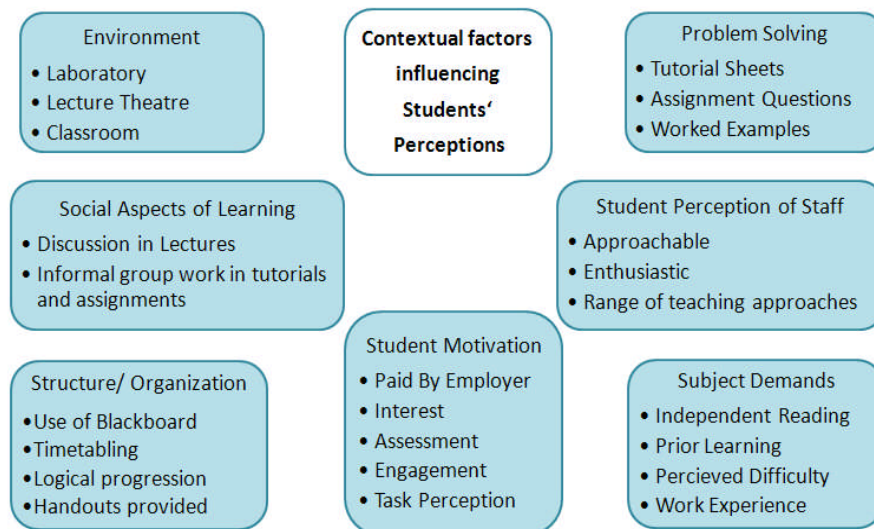 Environment
• Laboratory
• Lecture Theatre
• Classroom
Contextual factors
influencing
Students‘
Perceptions
Problem Solving
• Tutorial Sheets
• Assignment Questions
• Worked Examples
Social Aspects of Learning
• Discussion in Lectures
• Informal group work in tutorials
and assignments
Student Perception of Staff
• Approachable
• Enthusiastic
• Range of teaching approaches
Structure/ Organization
•Use of Blackboard
•Timetabling
•Logical progression
•Handouts provided
Student Motivation
• Paid By Employer
• Interest
• Assessment
• Engagement
• Task Perception
Subject Demands
• Independent Reading
• Prior Learning
• Percieved Difficulty
• Work Experience